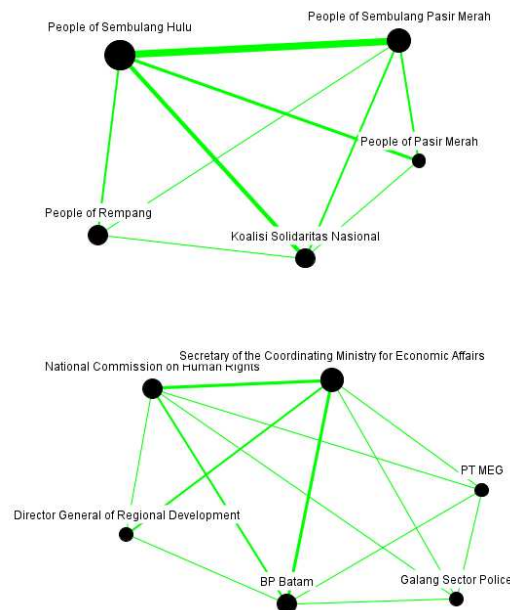 People of Sembulang Hulu
People of Sembulang Pasir Merah
People of Pasir Merah
People of Rempang
Koalisi Solidaritas Nasional
Secretary of the Coordinating Ministry for Economic Affairs
National Commission on Human Rights
PT MEG
Director General of Regional Development
BP Batam
Galang Sector Police